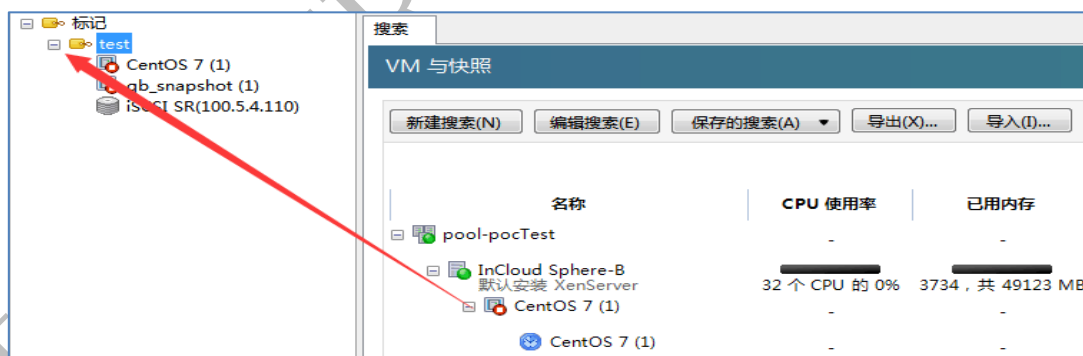 标记
test
CentOS 7 (1)
qb_snapshot (1)
iSCSI SR(100.5.4.110)
搜索
VM 与快照
新建搜索(N) 编辑搜索(E) 保存的搜索(A) 导出(X)... 导入(I)...
名称 CPU 使用率 已用内存
pool-pocTest - -
InCloud Sphere-B
默认安装 XenServer 32 个 CPU 的 0% 3734，共 49123 MB
CentOS 7 (1) - -
CentOS 7 (1) - -